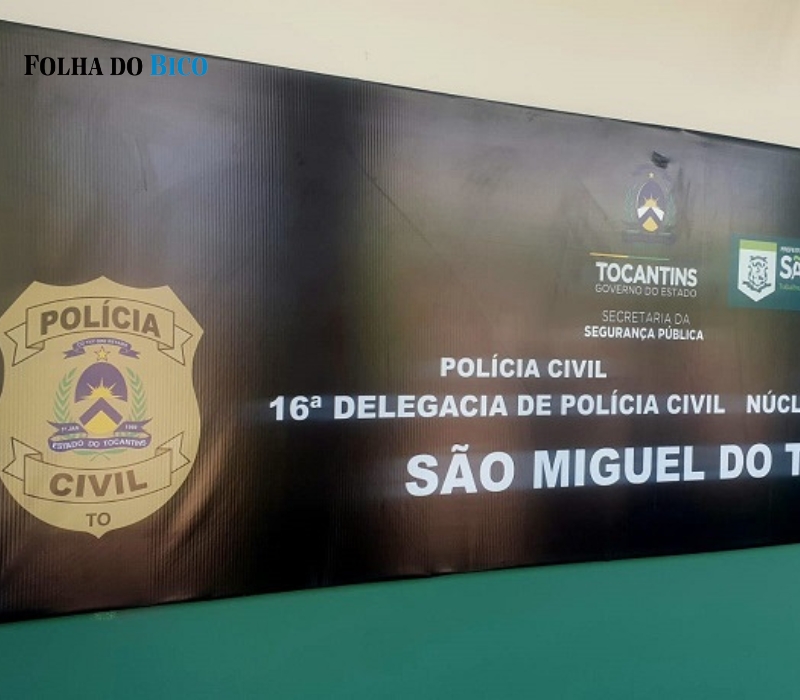 FOLHA DO BICO
TOCANTINS
GOVERNO DO ESTADO
SECRETARIA DA
SEGURANÇA PÚBLICA
POLÍCIA
ESTADO DO TOCANTINS
CIVIL
TO
POLÍCIA CIVIL
16ª DELEGACIA DE POLÍCIA CIVIL NÚCL
SÃO MIGUEL DO T